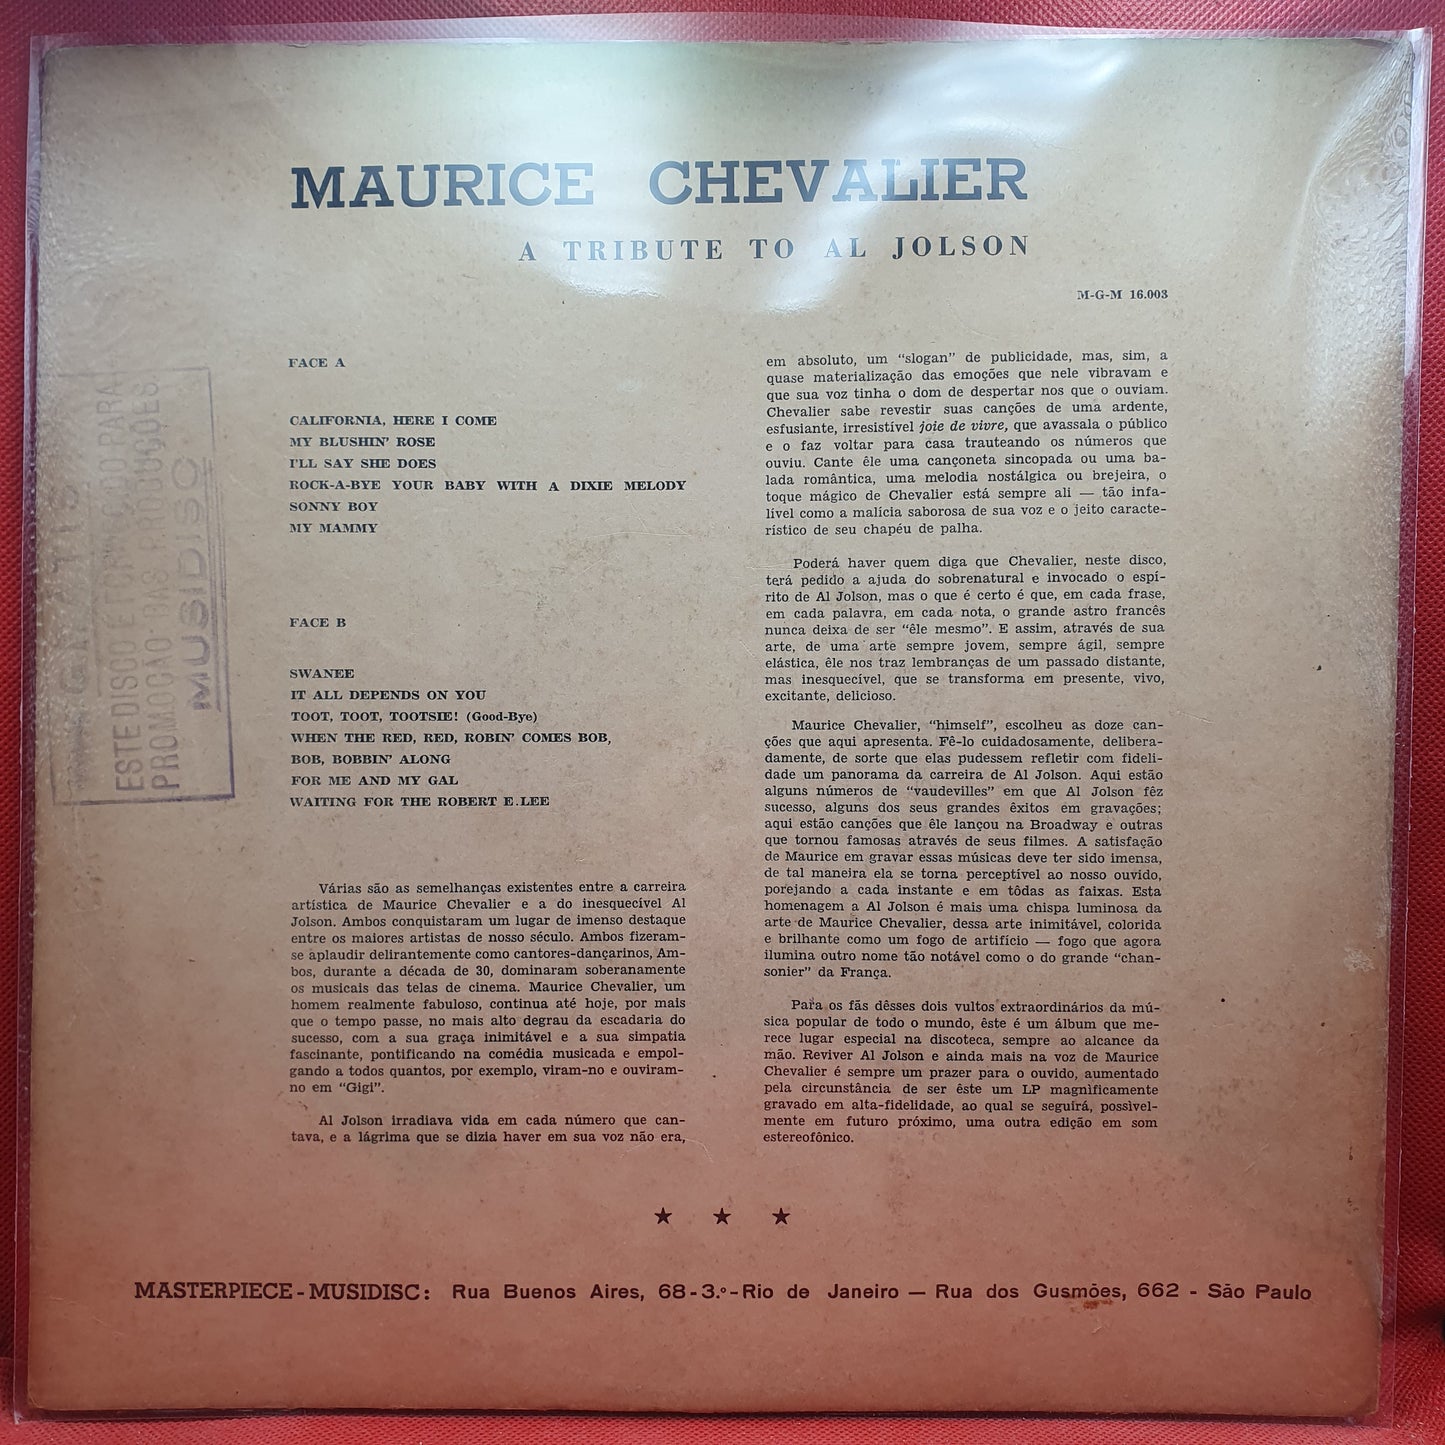 MAURICE CHEVALIER
A TRIBUTE TO AL JOLSON
M-G-M 16.003
FACE A
CALIFORNIA, HERE I COME
MY BLUSHIN' ROSE
I'LL SAY SHE DOES
ROCK-A-BYE YOUR BABY WITH A DIXIE MELODY
SONNY BOY
MY MAMMY
FACE B
SWANEE
IT ALL DEPENDS ON YOU
TOOT, TOOT, TOOTSIE! (Good-Bye)
WHEN THE RED, RED, ROBIN' COMES BOB,
BOB, BOBBIN' ALONG
FOR ME AND MY GAL
WAITING FOR THE ROBERT E. LEE
Várias são as semelhanças existentes entre a carreira
artística de Maurice Chevalier e a do inesquecível Al
Jolson. Ambos conquistaram um lugar de imenso destaque
entre os maiores artistas de nosso século. Ambos fizeram-
se aplaudir delirantemente como cantores-dançarinos, Am-
bos, durante a década de 30, dominaram soberanamente
os musicais das telas de cinema. Maurice Chevalier, um
homem realmente fabuloso, continua até hoje, por mais
que o tempo passe, no mais alto degrau da escadaria do
sucesso, com a sua graça inimitável e a sua simpatia
fascinante, pontificando na comédia musicada e empol-
gando a todos quantos, por exemplo, viram-no e ouviram-
no em “Gigi”.
Al Jolson irradiava vida em cada número que can-
tava, e a lágrima que se dizia haver em sua voz não era,
em absoluto, um “slogan” de publicidade, mas, sim, a
quase materialização das emoções que nele vibravam e
que sua voz tinha o dom de despertar nos que o ouviam.
Chevalier sabe revestir suas canções de uma ardente,
esfusiante, irresistível joie de vivre, que avassala o público
e o faz voltar para casa trauteando os números que
ouviu. Cante êle uma cançoneta sincopada ou uma ba-
lada romântica, uma melodia nostálgica ou brejeira, o
toque mágico de Chevalier está sempre ali — tão infa-
lível como a malícia saborosa de sua voz e o jeito caracte-
rístico de seu chapéu de palha.
Poderá haver quem diga que Chevalier, neste disco,
terá pedido a ajuda do sobrenatural e invocado o espí-
rito de Al Jolson, mas o que é certo é que, em cada frase,
em cada palavra, em cada nota, o grande astro francês
nunca deixa de ser “êle mesmo”. E assim, através de sua
arte, de uma arte sempre jovem, sempre ágil, sempre
elástica, êle nos traz lembranças de um passado distante,
mas inesquecível, que se transforma em presente, vivo,
excitante, delicioso.
Maurice Chevalier, “himself”, escolheu as doze can-
ções que aqui apresenta. Fê-lo cuidadosamente, delibera-
damente, de sorte que elas pudessem refletir com fideli-
dade um panorama da carreira de Al Jolson. Aqui estão
alguns números de “vaudevilles” em que Al Jolson fêz
sucesso, alguns dos seus grandes êxitos em gravações;
aqui estão canções que êle lançou na Broadway e outras
que tornou famosas através de seus filmes. A satisfação
de Maurice em gravar essas músicas deve ter sido imensa,
de tal maneira ela se torna perceptível ao nosso ouvido,
porejando a cada instante e em tôdas as faixas. Esta
homenagem a Al Jolson é mais uma chispa luminosa da
arte de Maurice Chevalier, dessa arte inimitável, colorida
e brilhante como um fogo de artifício — fogo que agora
ilumina outro nome tão notável como o do grande “chan-
sonier” da França.
Para os fãs dêsses dois vultos extraordinários da mú-
sica popular de todo o mundo, êste é um álbum que me-
rece lugar especial na discoteca, sempre ao alcance da
mão. Reviver Al Jolson e ainda mais na voz de Maurice
Chevalier é sempre um prazer para o ouvido, aumentado
pela circunstância de ser êste um LP magnìficamente
gravado em alta-fidelidade, ao qual se seguirá, possìvel-
mente em futuro próximo, uma outra edição em som
estereofônico.
MASTERPIECE - MUSIDISC: Rua Buenos Aires, 68 - 3.º - Rio de Janeiro — Rua dos Gusmões, 662 - São Paulo
ESTE DISCO PARA
PROMOÇÃO
MUSIDISC